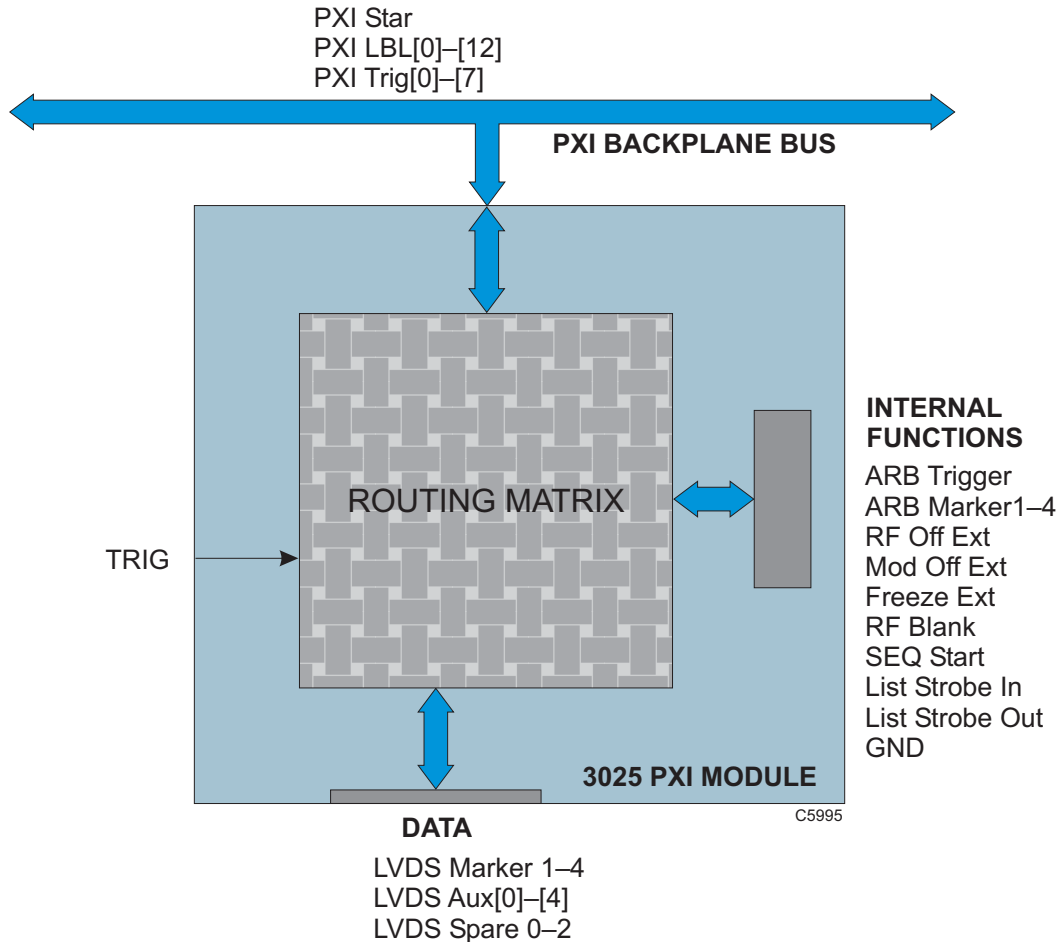 PXI Star
PXI LBL[0]–[12]
PXI Trig[0]–[7]
PXI BACKPLANE BUS
ROUTING MATRIX
TRIG
INTERNAL
FUNCTIONS
ARB Trigger
ARB Marker1–4
RF Off Ext
Mod Off Ext
Freeze Ext
RF Blank
SEQ Start
List Strobe In
List Strobe Out
GND
3025 PXI MODULE
C5995
DATA
LVDS Marker 1–4
LVDS Aux[0]–[4]
LVDS Spare 0–2